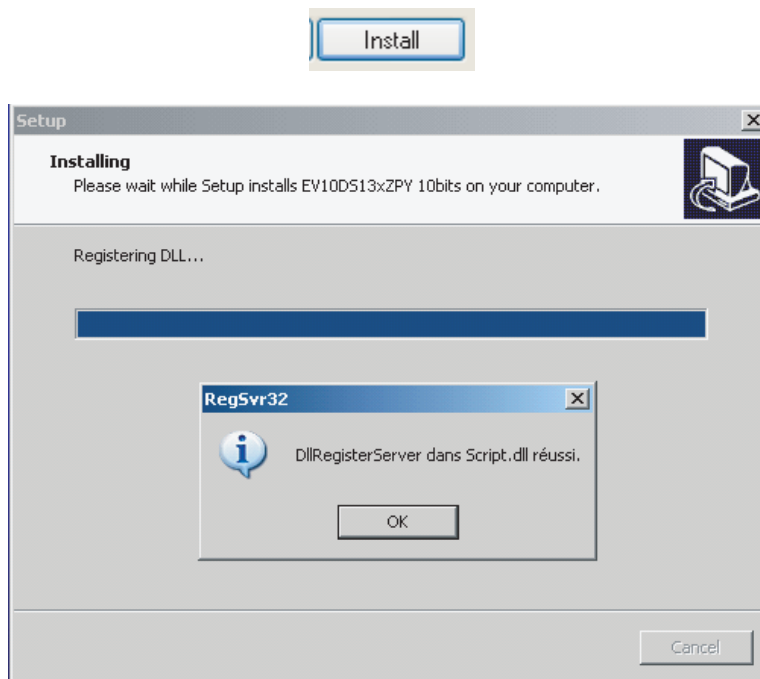 Install
Setup
Installing
Please wait while Setup installs EV10DS13xZPY 10bits on your computer.
Registering DLL...
RegSvr32
DllRegisterServer dans Script.dll réussi.
OK
Cancel